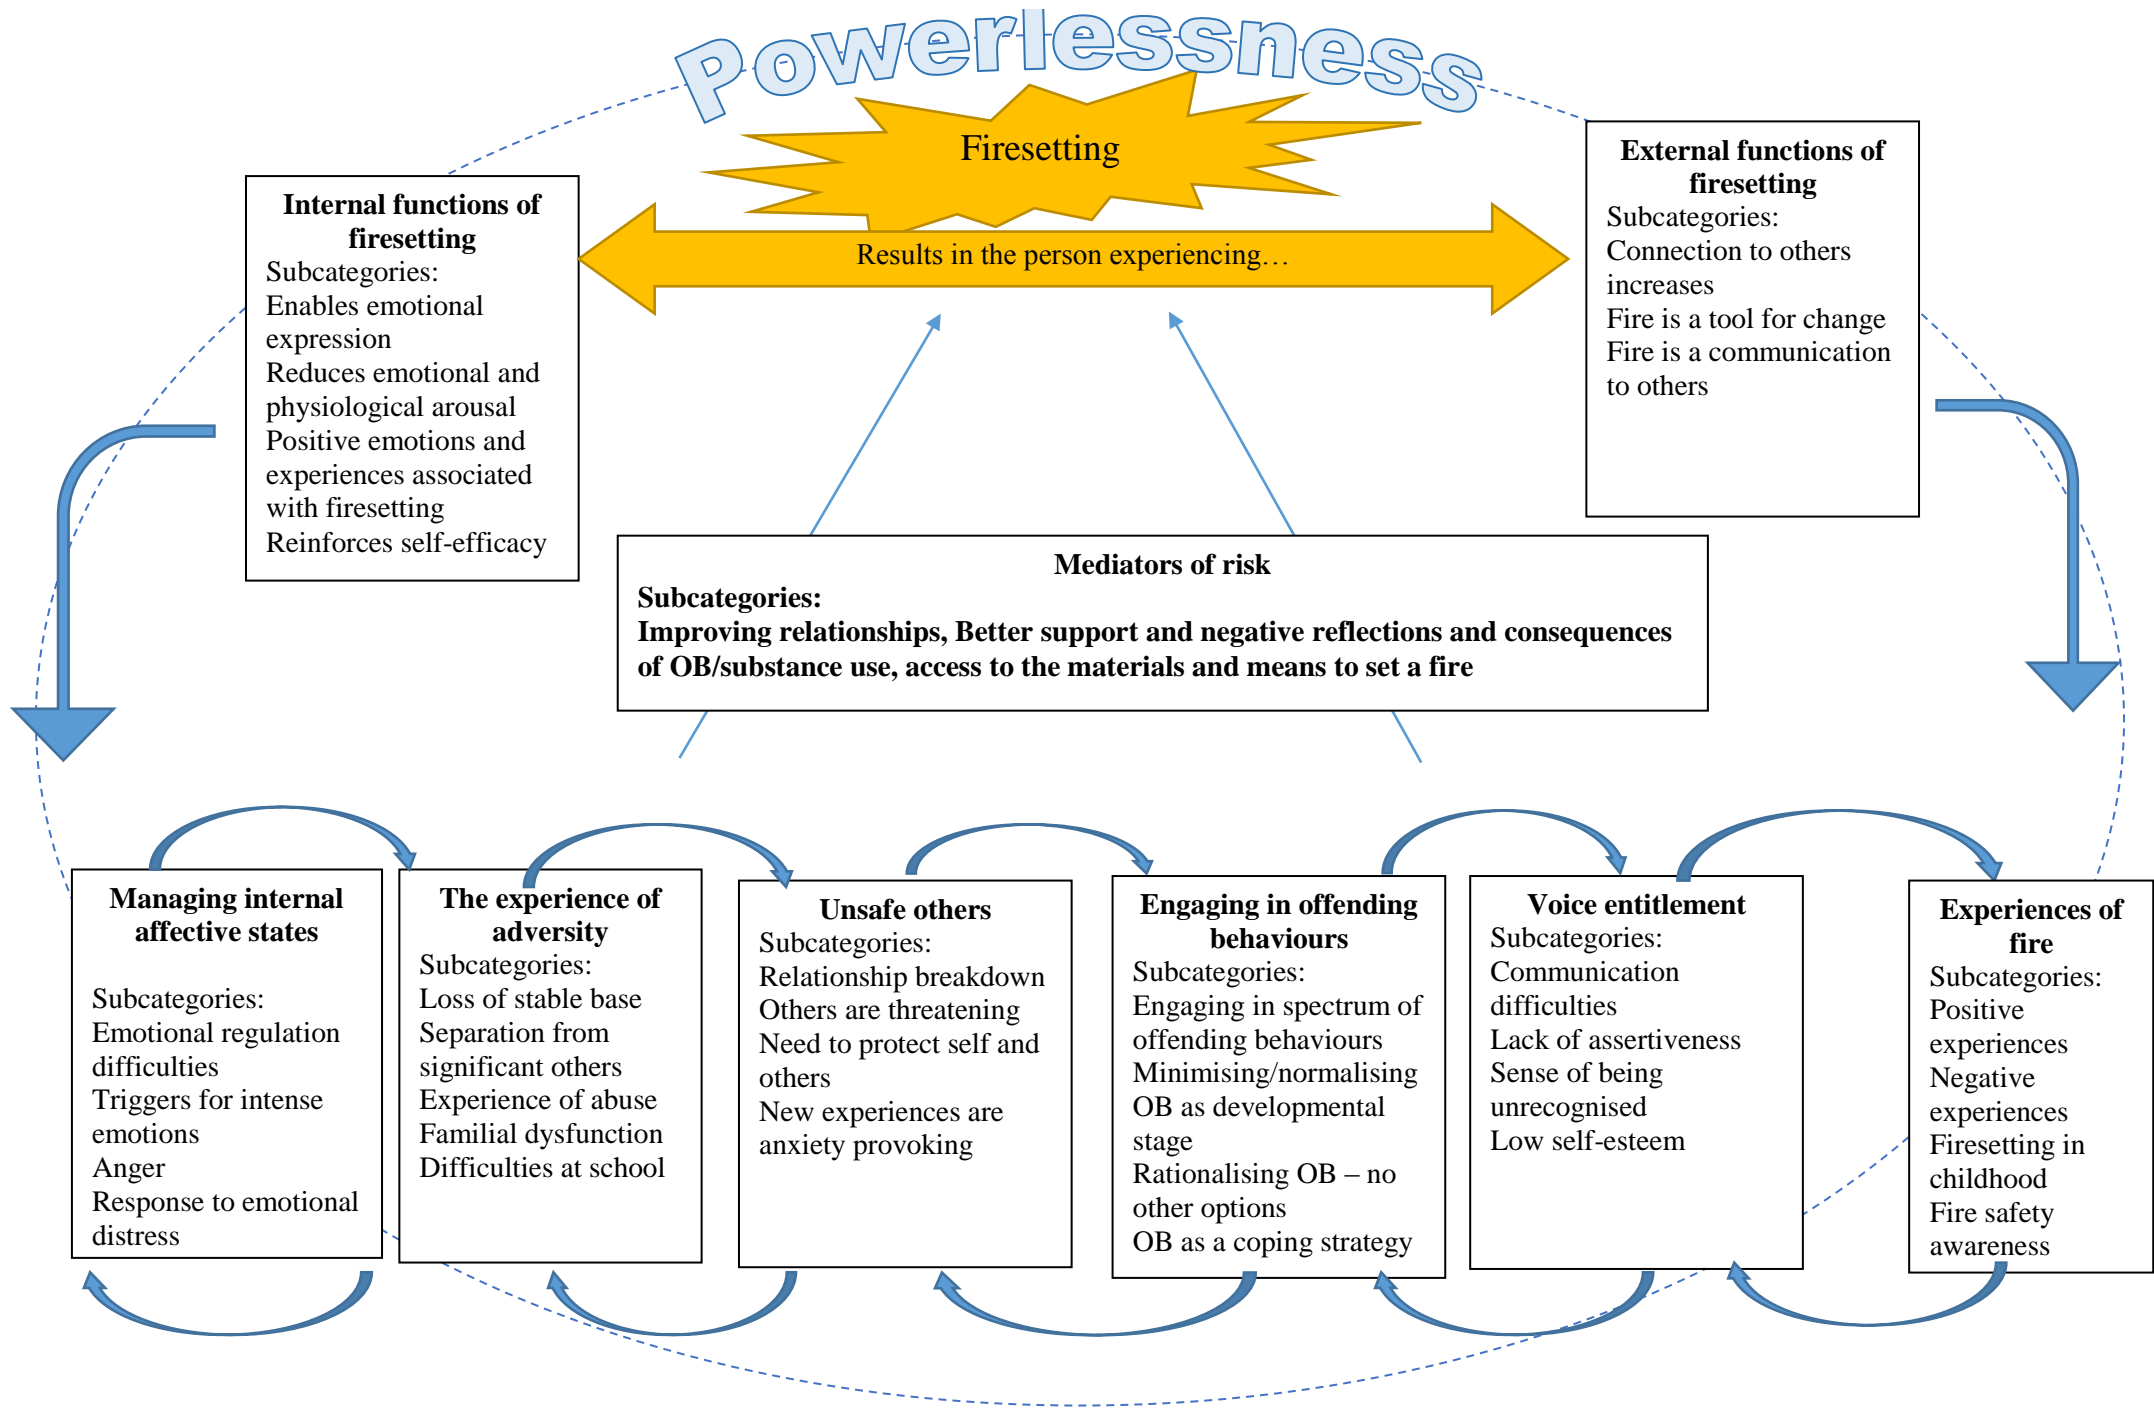 Powerlessness
Firesetting
Results in the person experiencing…
Internal functions of
firesetting
Subcategories:
Enables emotional
expression
Reduces emotional and
physiological arousal
Positive emotions and
experiences associated
with firesetting
Reinforces self-efficacy
External functions of
firesetting
Subcategories:
Connection to others
increases
Fire is a tool for change
Fire is a communication
to others
Mediators of risk
Subcategories:
Improving relationships, Better support and negative reflections and consequences
of OB/substance use, access to the materials and means to set a fire
Managing internal
affective states
Subcategories:
Emotional regulation
difficulties
Triggers for intense
emotions
Anger
Response to emotional
distress
The experience of
adversity
Subcategories:
Loss of stable base
Separation from
significant others
Experience of abuse
Familial dysfunction
Difficulties at school
Unsafe others
Subcategories:
Relationship breakdown
Others are threatening
Need to protect self and
others
New experiences are
anxiety provoking
Engaging in offending
behaviours
Subcategories:
Engaging in spectrum of
offending behaviours
Minimising/normalising
OB as developmental
stage
Rationalising OB – no
other options
OB as a coping strategy
Voice entitlement
Subcategories:
Communication
difficulties
Lack of assertiveness
Sense of being
unrecognised
Low self-esteem
Experiences of
fire
Subcategories:
Positive
experiences
Negative
experiences
Firesetting in
childhood
Fire safety
awareness